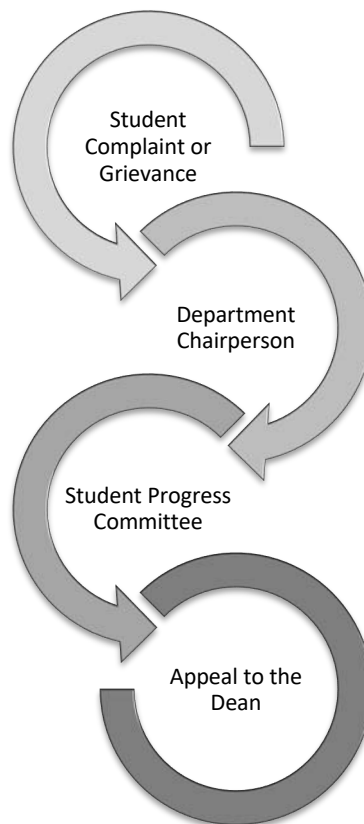 Student
Complaint or
Grievance
Department
Chairperson
Student Progress
Committee
Appeal to the
Dean